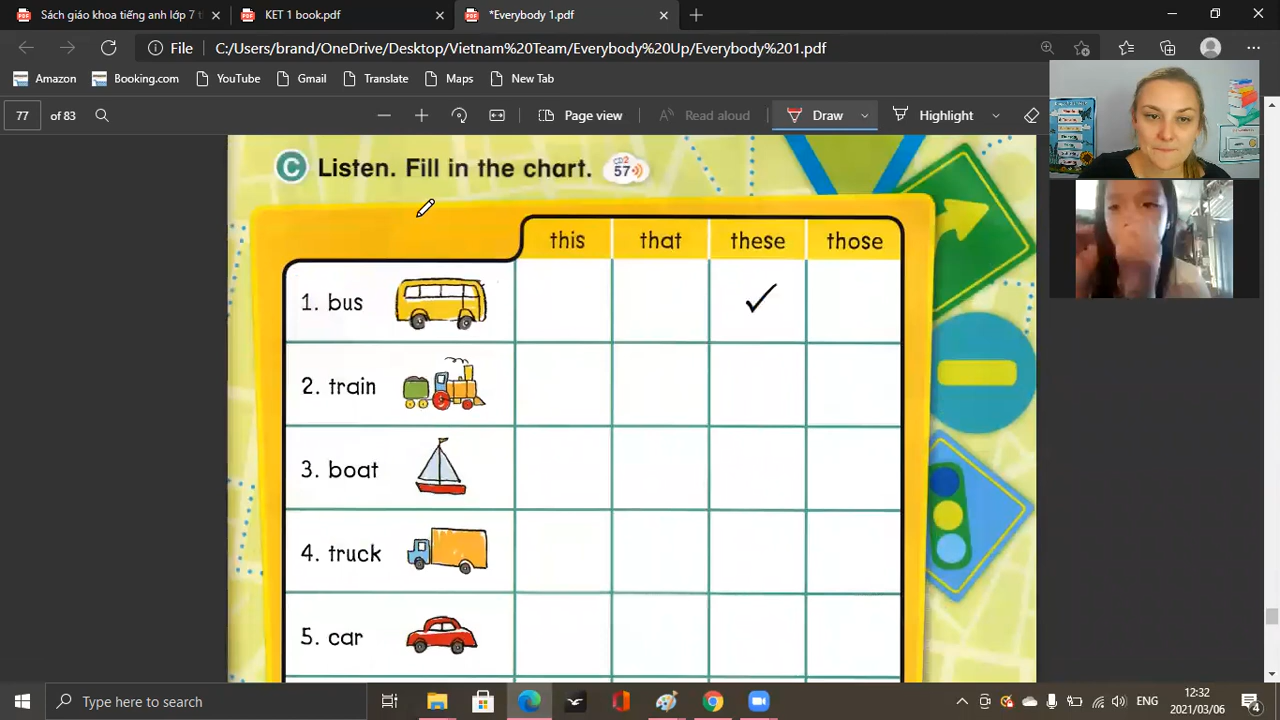 Sách giáo khoa tiếng anh lớp 7 t
KET 1 book.pdf
*Everybody 1.pdf
File
C:/Users/brand/OneDrive/Desktop/Vietnam%20Team/Everybody%20Up/Everybody%201.pdf
Amazon
Booking.com
YouTube
Gmail
Translate
Maps
New Tab
77 of 83
Page view
Read aloud
Draw
Highlight
C Listen. Fill in the chart. CD2 57
this that these those
1. bus
2. train
3. boat
4. truck
5. car
Type here to search
ENG
12:32
2021/03/06
4